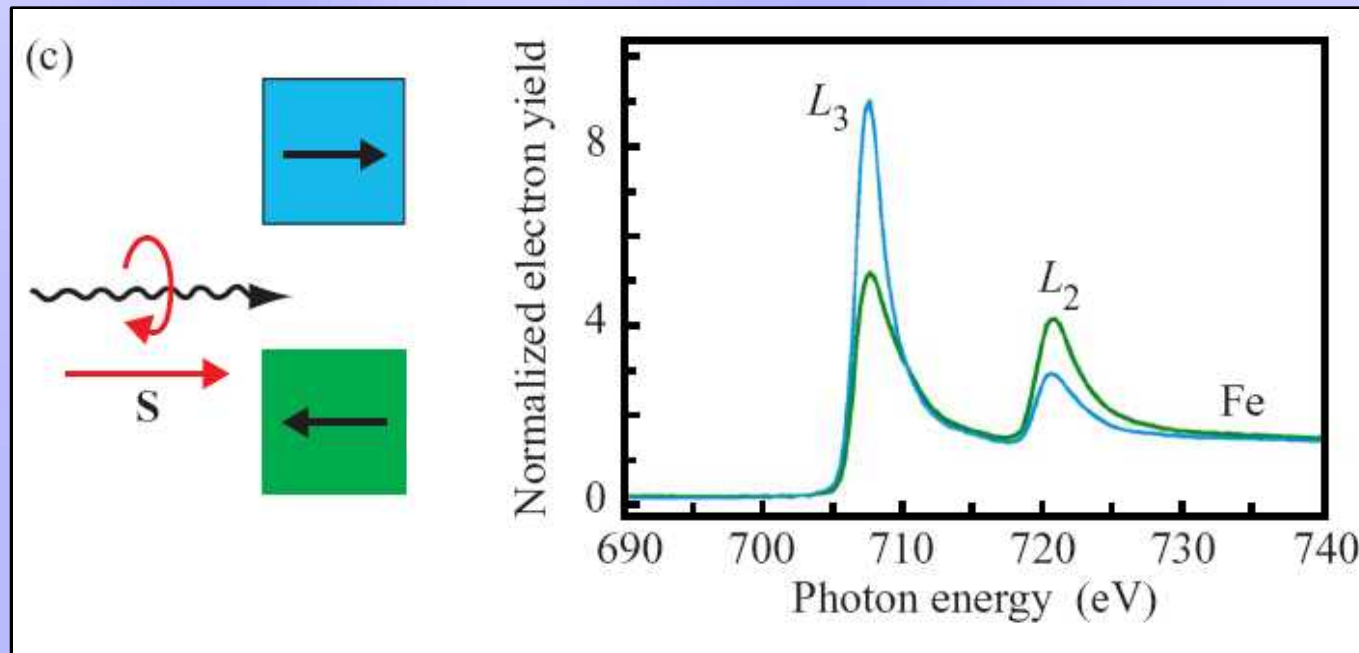 (c)
S
Normalized electron yield
8
4
0
L3
L2
Fe
690 700 710 720 730 740
Photon energy (eV)